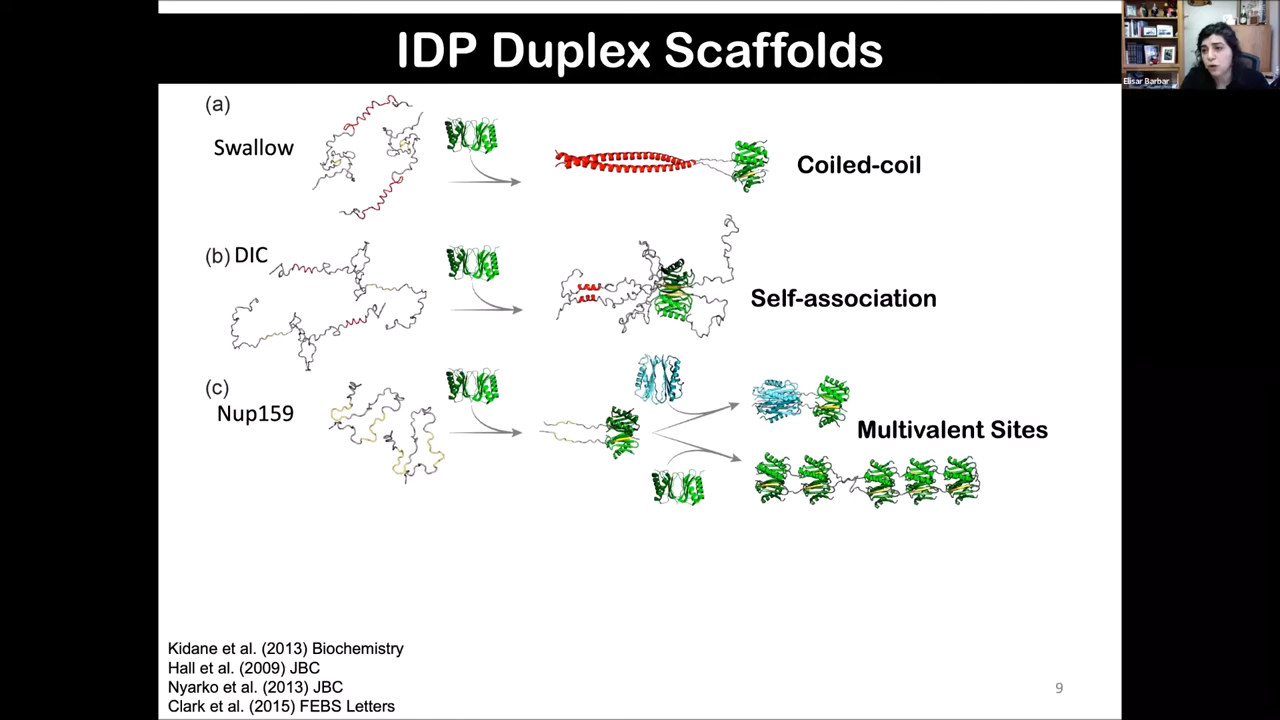 IDP Duplex Scaffolds
Elisar Barbar
(a)
Swallow
Coiled-coil
(b) DIC
Self-association
(c)
Nup159
Multivalent Sites
Kidane et al. (2013) Biochemistry
Hall et al. (2009) JBC
Nyarko et al. (2013) JBC
Clark et al. (2015) FEBS Letters
9